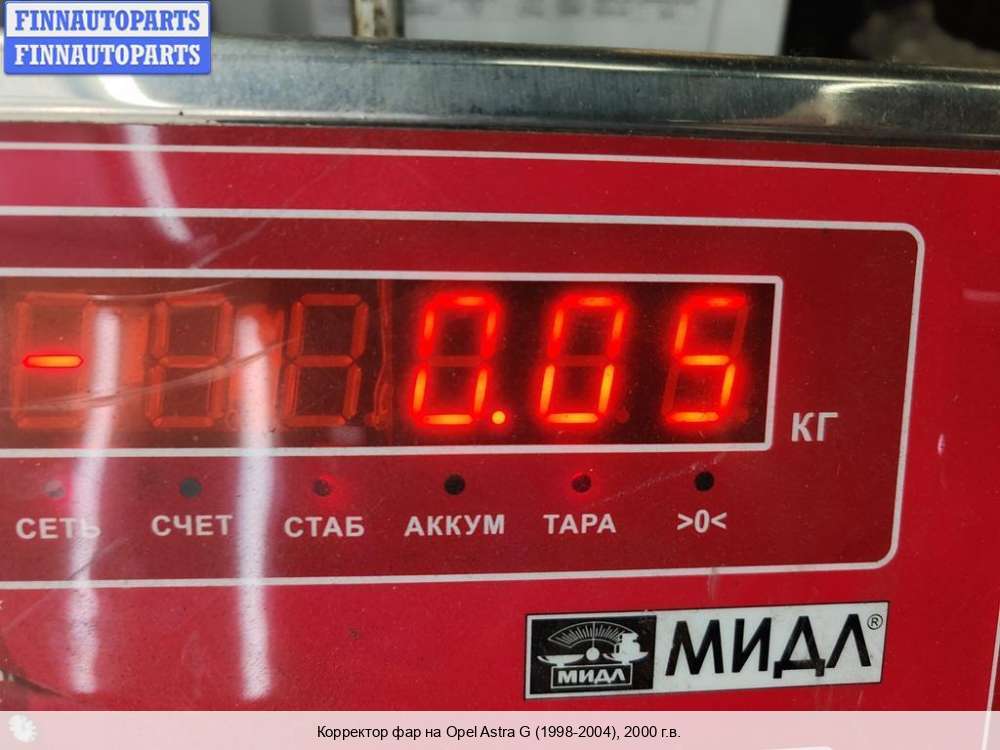 FINNAUTOPARTS
FINNAUTOPARTS
- 0.05
КГ
СЕТЬ СЧЕТ СТАБ АККУМ ТАРА >0<
МИДЛ МИДЛ®
Корректор фар на Opel Astra G (1998-2004), 2000 г.в.